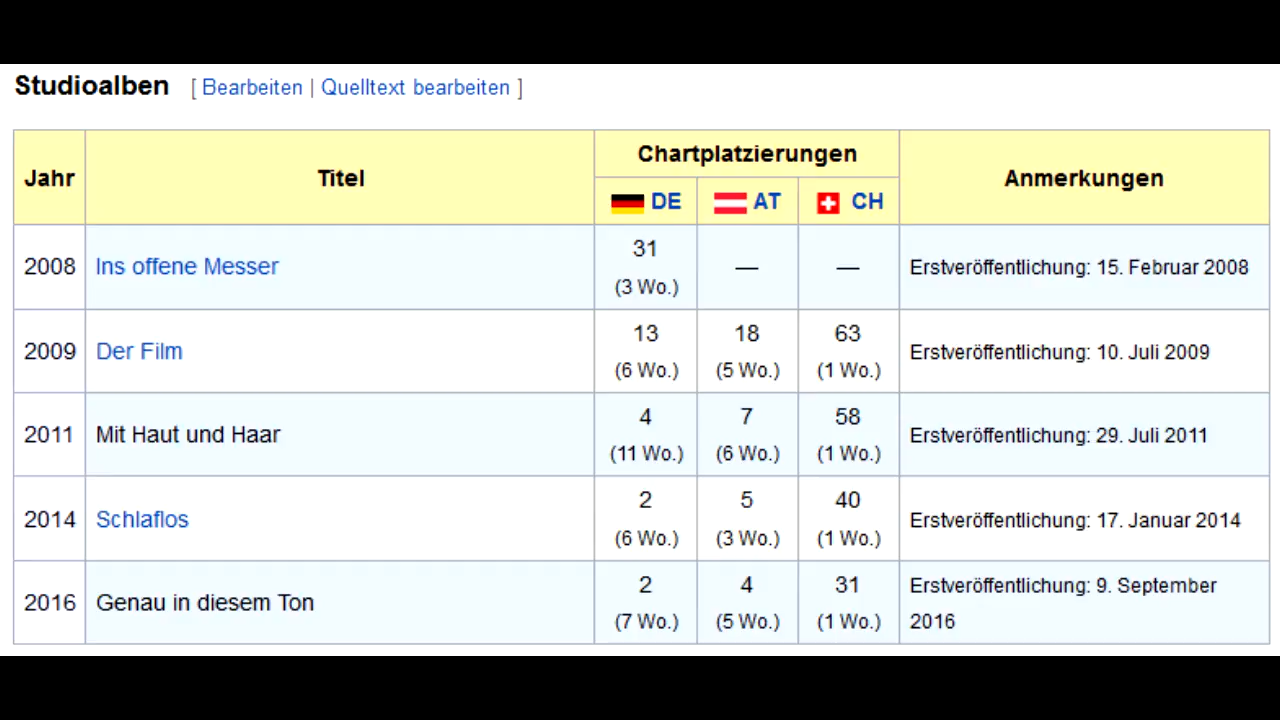 Studioalben [ Bearbeiten | Quelltext bearbeiten ]
Jahr Titel Chartplatzierungen Anmerkungen
DE AT CH
2008 Ins offene Messer 31 — — Erstveröffentlichung: 15. Februar 2008
(3 Wo.)
2009 Der Film 13 18 63 Erstveröffentlichung: 10. Juli 2009
(6 Wo.) (5 Wo.) (1 Wo.)
2011 Mit Haut und Haar 4 7 58 Erstveröffentlichung: 29. Juli 2011
(11 Wo.) (6 Wo.) (1 Wo.)
2014 Schlaflos 2 5 40 Erstveröffentlichung: 17. Januar 2014
(6 Wo.) (3 Wo.) (1 Wo.)
2016 Genau in diesem Ton 2 4 31 Erstveröffentlichung: 9. September
(7 Wo.) (5 Wo.) (1 Wo.) 2016